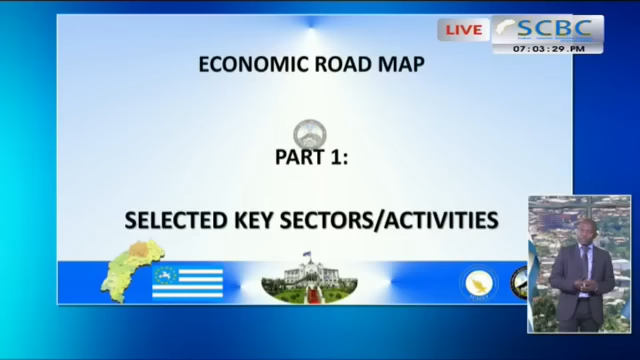 LIVE
SCBC
07:03:29 PM
ECONOMIC ROAD MAP
PART 1:
SELECTED KEY SECTORS/ACTIVITIES